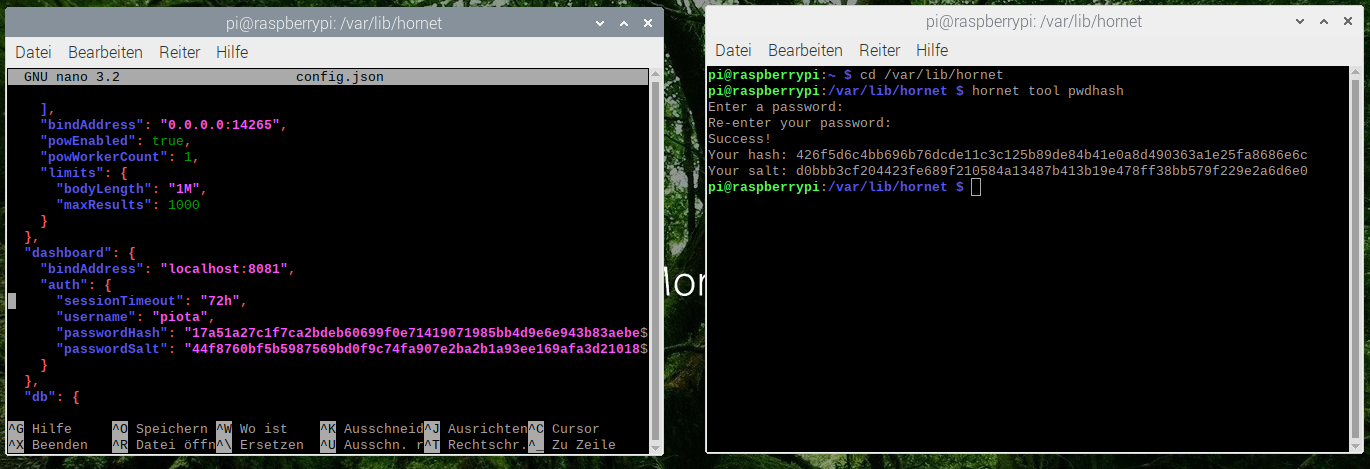 pi@raspberrypi: /var/lib/hornet
Datei Bearbeiten Reiter Hilfe
GNU nano 3.2 config.json
],
"bindAddress": "0.0.0.0:14265",
"powEnabled": true,
"powWorkerCount": 1,
"limits": {
"bodyLength": "1M",
"maxResults": 1000
}
},
"dashboard": {
"bindAddress": "localhost:8081",
"auth": {
"sessionTimeout": "72h",
"username": "piota",
"passwordHash": "17a51a27c1f7ca2bdeb60699f0e71419071985bb4d9e6e943b83aebe$
"passwordSalt": "44f8760bf5b5987569bd0f9c74fa907e2ba2b1a93ee169afa3d21018$
}
},
"db": {
^G Hilfe ^O Speichern ^W Wo ist ^K Ausschneid^J Ausrichten^C Cursor
^X Beenden ^R Datei öffn^\ Ersetzen ^U Ausschn. r^T Rechtschr.^_ Zu Zeile
pi@raspberrypi: /var/lib/hornet
Datei Bearbeiten Reiter Hilfe
pi@raspberrypi:~ $ cd /var/lib/hornet
pi@raspberrypi:/var/lib/hornet $ hornet tool pwdhash
Enter a password:
Re-enter your password:
Success!
Your hash: 426f5d6c4bb696b76dcde11c3c125b89de84b41e0a8d490363a1e25fa8686e6c
Your salt: d0bbb3cf204423fe689f210584a13487b413b19e478ff38bb579f229e2a6d6e0
pi@raspberrypi:/var/lib/hornet $